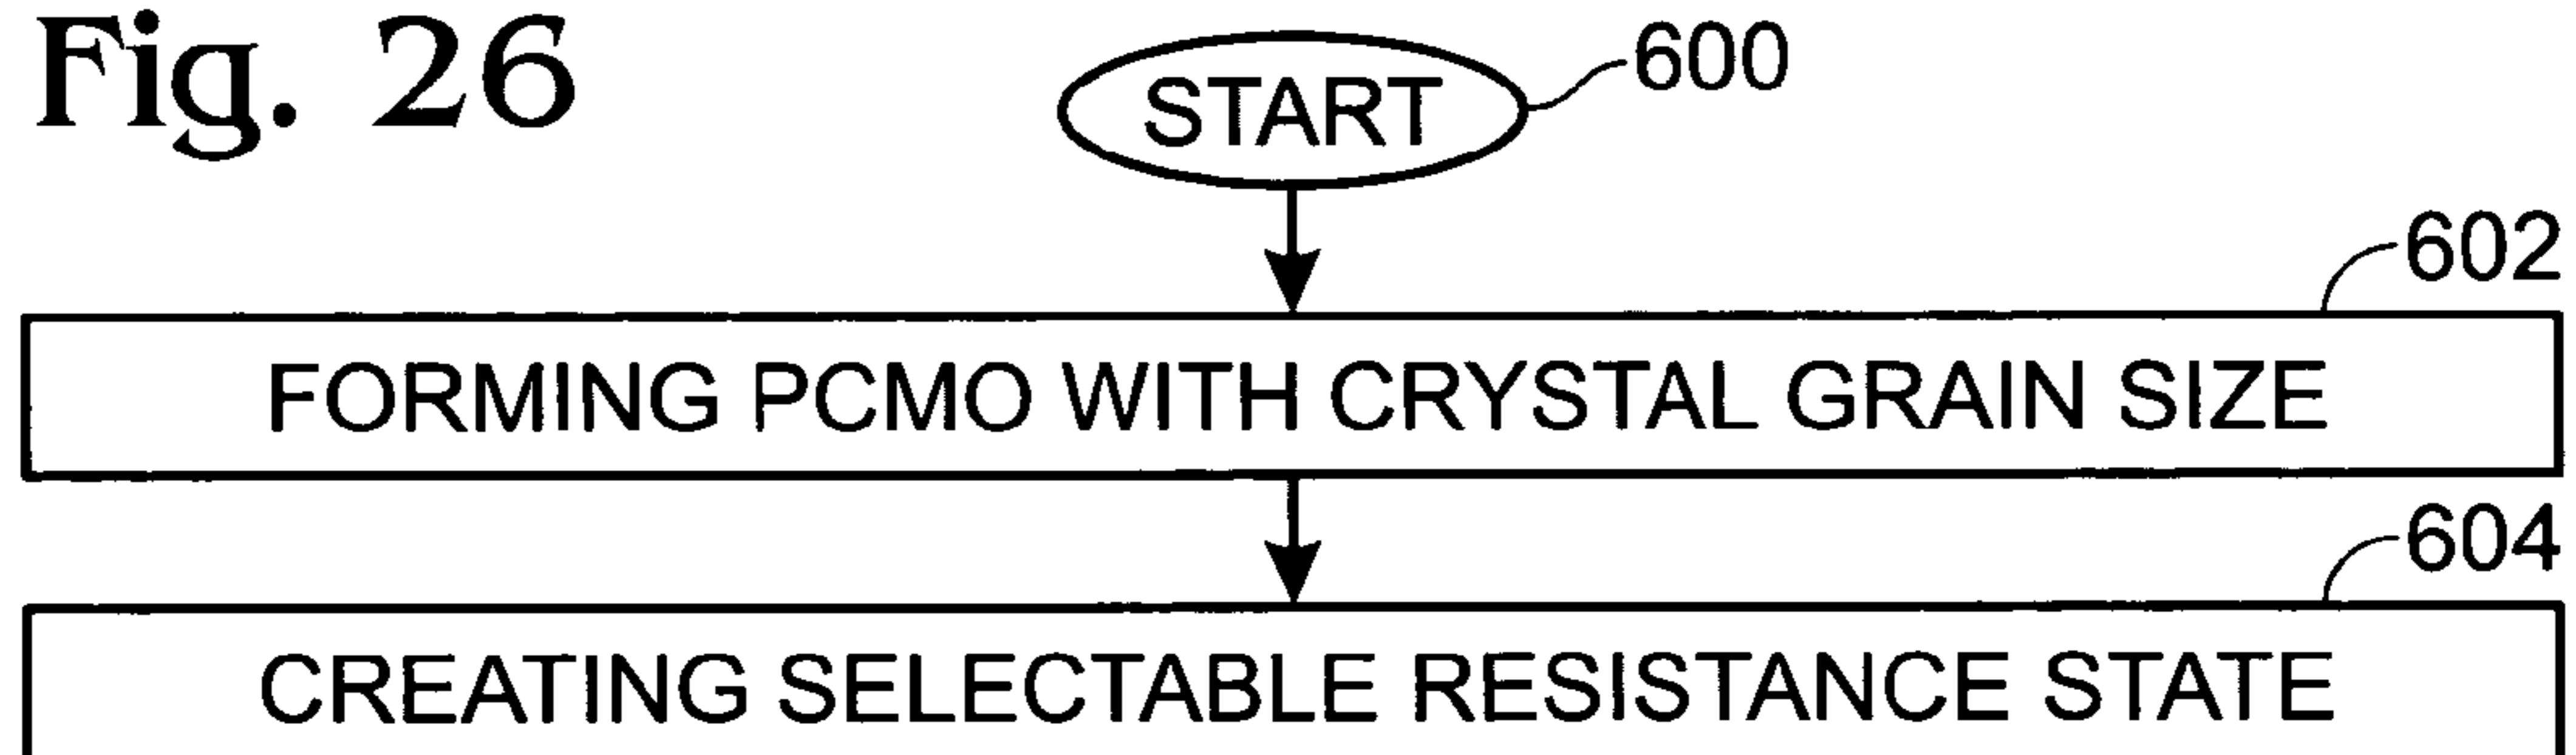 Fig. 26
START
600
602
FORMING PCMO WITH CRYSTAL GRAIN SIZE
604
CREATING SELECTABLE RESISTANCE STATE